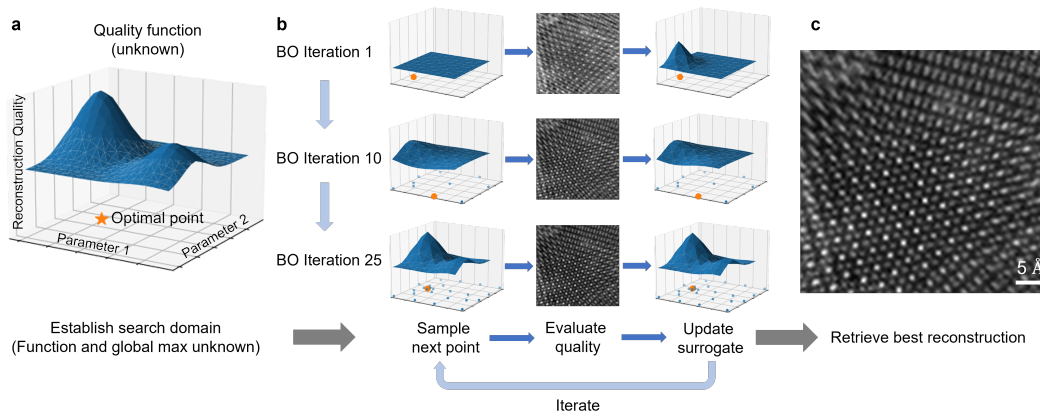 a
Quality function
(unknown)
Reconstruction Quality
Optimal point
Parameter 1
Parameter 2
Establish search domain
(Function and global max unknown)
b
BO Iteration 1
BO Iteration 10
BO Iteration 25
Sample
next point
Evaluate
quality
Update
surrogate
Iterate
c
5 Å
Retrieve best reconstruction